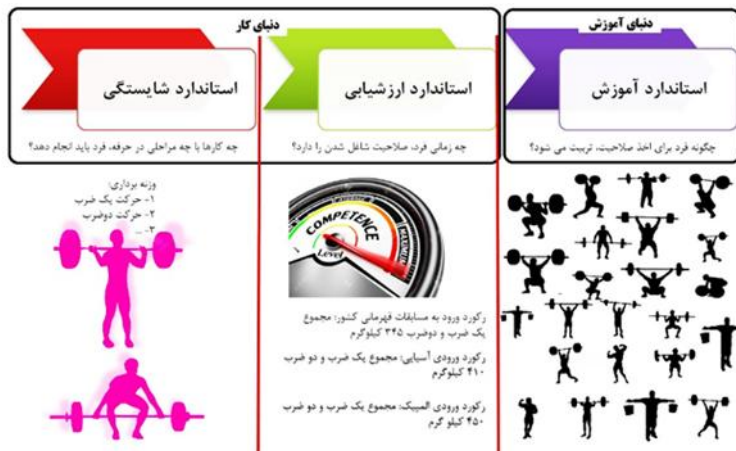 دنیای آموزش
دنیای کار
استاندارد آموزش
استاندارد ارزشیابی
استاندارد شایستگی
چگونه فرد برای اخذ صلاحیت، تربیت می شود؟
چه زمانی فرد، صلاحیت شاغل شدن را دارد؟
چه کارها با چه مراحلی در حرفه، فرد باید انجام دهد؟
COMPETENCE
Level
MAXIMUM
رکورد ورود به مسابقات قهرمانی کشور: مجموع
یک ضرب و دوضرب ۳۴۵ کیلوگرم
رکورد ورودی آسیایی: مجموع یک ضرب و دو ضرب
۴۱۰ کیلوگرم
رکورد ورودی المپیک: مجموع یک ضرب و دو ضرب
۴۵۰ کیلو گرم
وزنه برداری:
۱- حرکت یک ضرب
۲- حرکت دوضرب
۳- ...